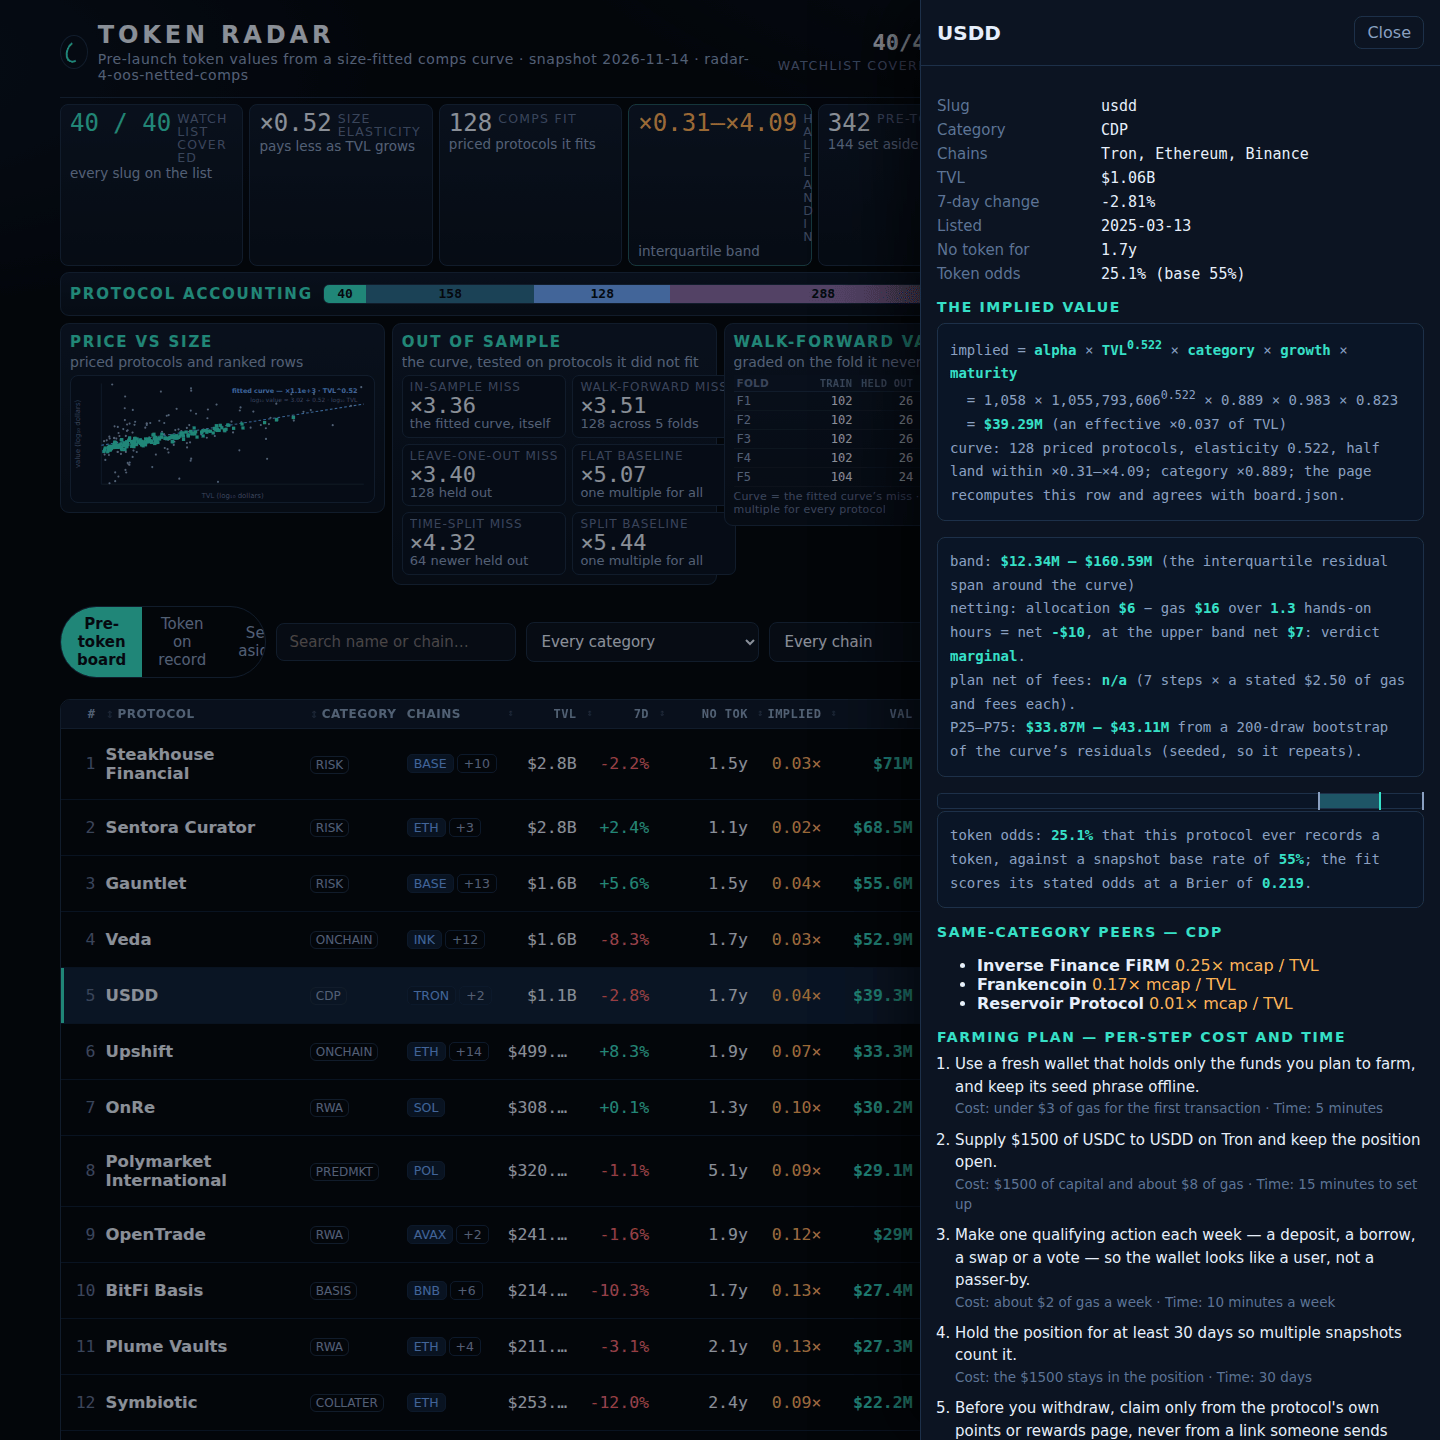 TOKEN RADAR
Pre-launch token values from a size-fitted comps curve · snapshot 2026-11-14 · radar-
4-oos-netted-comps
40/4
WATCHLIST COVER
40 / 40 WATCH
LIST
COVER
ED
every slug on the list
×0.52 SIZE
ELASTICITY
pays less as TVL grows
128 COMPS FIT
priced protocols it fits
×0.31–×4.09 H
A
L
F
L
A
N
D
I
N
interquartile band
342 PRE-T
144 set aside
PROTOCOL ACCOUNTING 40 158 128 288
PRICE VS SIZE
priced protocols and ranked rows
value (log₁₀ dollars)
TVL (log₁₀ dollars)
OUT OF SAMPLE
the curve, tested on protocols it did not fit
IN-SAMPLE MISS
×3.36
the fitted curve, itself
WALK-FORWARD MISS
×3.51
128 across 5 folds
LEAVE-ONE-OUT MISS
×3.40
128 held out
FLAT BASELINE
×5.07
one multiple for all
TIME-SPLIT MISS
×4.32
64 newer held out
SPLIT BASELINE
×5.44
one multiple for all
WALK-FORWARD VA
graded on the fold it never
FOLD TRAIN HELD OUT
F1 102 26
F2 102 26
F3 102 26
F4 102 26
F5 104 24
Curve = the fitted curve's miss ·
multiple for every protocol
Pre-
token
board
Token
on
record
Se
asid
Search name or chain…
Every category
Every chain
# PROTOCOL CATEGORY CHAINS TVL 7D NO TOK IMPLIED VAL
1 Steakhouse Financial RISK BASE +10 $2.8B -2.2% 1.5y 0.03× $71M
2 Sentora Curator RISK ETH +3 $2.8B +2.4% 1.1y 0.02× $68.5M
3 Gauntlet RISK BASE +13 $1.6B +5.6% 1.5y 0.04× $55.6M
4 Veda ONCHAIN INK +12 $1.6B -8.3% 1.7y 0.03× $52.9M
5 USDD CDP TRON +2 $1.1B -2.8% 1.7y 0.04× $39.3M
6 Upshift ONCHAIN ETH +14 $499.… +8.3% 1.9y 0.07× $33.3M
7 OnRe RWA SOL $308.… +0.1% 1.3y 0.10× $30.2M
8 Polymarket International PREDMKT POL $320.… -1.1% 5.1y 0.09× $29.1M
9 OpenTrade RWA AVAX +2 $241.… -1.6% 1.9y 0.12× $29M
10 BitFi Basis BASIS BNB +6 $214.… -10.3% 1.7y 0.13× $27.4M
11 Plume Vaults RWA ETH +4 $211.… -3.1% 2.1y 0.13× $27.3M
12 Symbiotic COLLATER ETH $253.… -12.0% 2.4y 0.09× $22.2M
USDD
Close
Slug usdd
Category CDP
Chains Tron, Ethereum, Binance
TVL $1.06B
7-day change -2.81%
Listed 2025-03-13
No token for 1.7y
Token odds 25.1% (base 55%)
THE IMPLIED VALUE
implied = alpha × TVL0.522 × category × growth ×
maturity
= 1,058 × 1,055,793,6060.522 × 0.889 × 0.983 × 0.823
= $39.29M (an effective ×0.037 of TVL)
curve: 128 priced protocols, elasticity 0.522, half
land within ×0.31–×4.09; category ×0.889; the page
recomputes this row and agrees with board.json.
band: $12.34M – $160.59M (the interquartile residual
span around the curve)
netting: allocation $6 − gas $16 over 1.3 hands-on
hours = net -$10, at the upper band net $7: verdict
marginal.
plan net of fees: n/a (7 steps × a stated $2.50 of gas
and fees each).
P25–P75: $33.87M – $43.11M from a 200-draw bootstrap
of the curve's residuals (seeded, so it repeats).
token odds: 25.1% that this protocol ever records a
token, against a snapshot base rate of 55%; the fit
scores its stated odds at a Brier of 0.219.
SAME-CATEGORY PEERS — CDP
• Inverse Finance FiRM 0.25× mcap / TVL
• Frankencoin 0.17× mcap / TVL
• Reservoir Protocol 0.01× mcap / TVL
FARMING PLAN — PER-STEP COST AND TIME
1. Use a fresh wallet that holds only the funds you plan to farm,
and keep its seed phrase offline.
Cost: under $3 of gas for the first transaction · Time: 5 minutes
2. Supply $1500 of USDC to USDD on Tron and keep the position
open.
Cost: $1500 of capital and about $8 of gas · Time: 15 minutes to set
up
3. Make one qualifying action each week — a deposit, a borrow,
a swap or a vote — so the wallet looks like a user, not a
passer-by.
Cost: about $2 of gas a week · Time: 10 minutes a week
4. Hold the position for at least 30 days so multiple snapshots
count it.
Cost: the $1500 stays in the position · Time: 30 days
5. Before you withdraw, claim only from the protocol's own
points or rewards page, never from a link someone sends